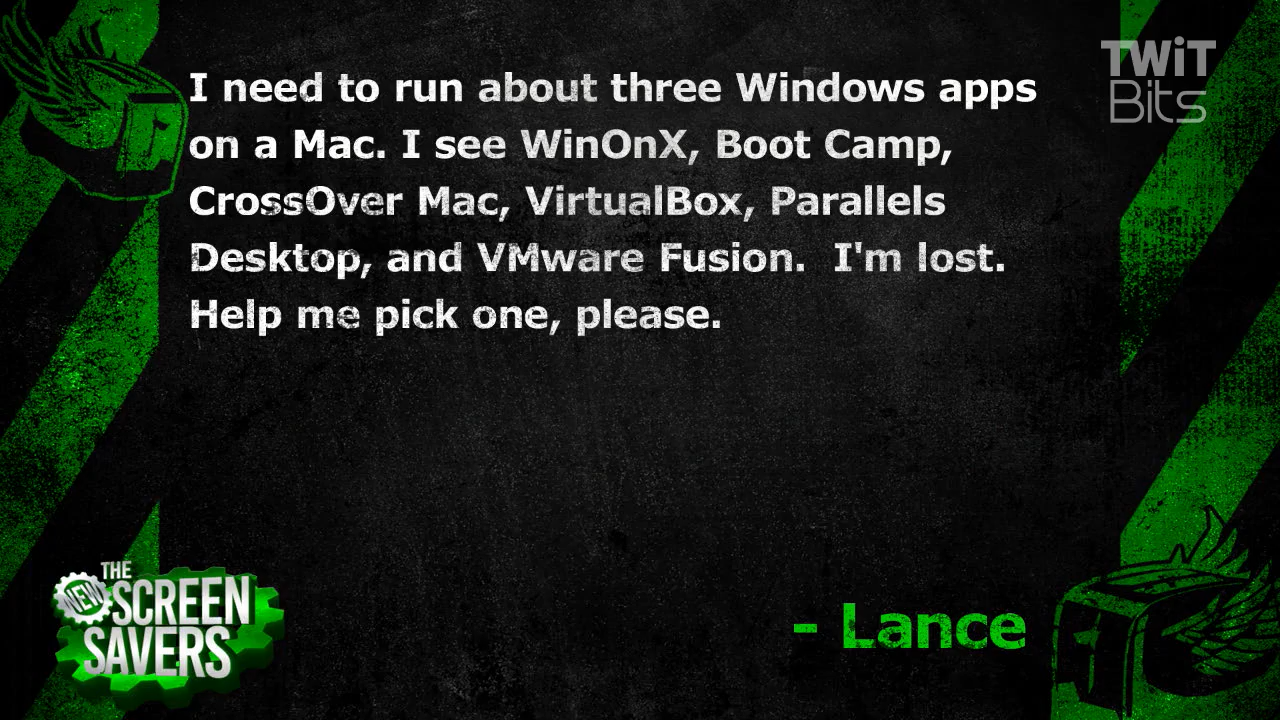 TWiT
Bits
I need to run about three Windows apps
on a Mac. I see WinOnX, Boot Camp,
CrossOver Mac, VirtualBox, Parallels
Desktop, and VMware Fusion.  I'm lost.
Help me pick one, please.
- Lance
THE
NEW
SCREEN
SAVERS